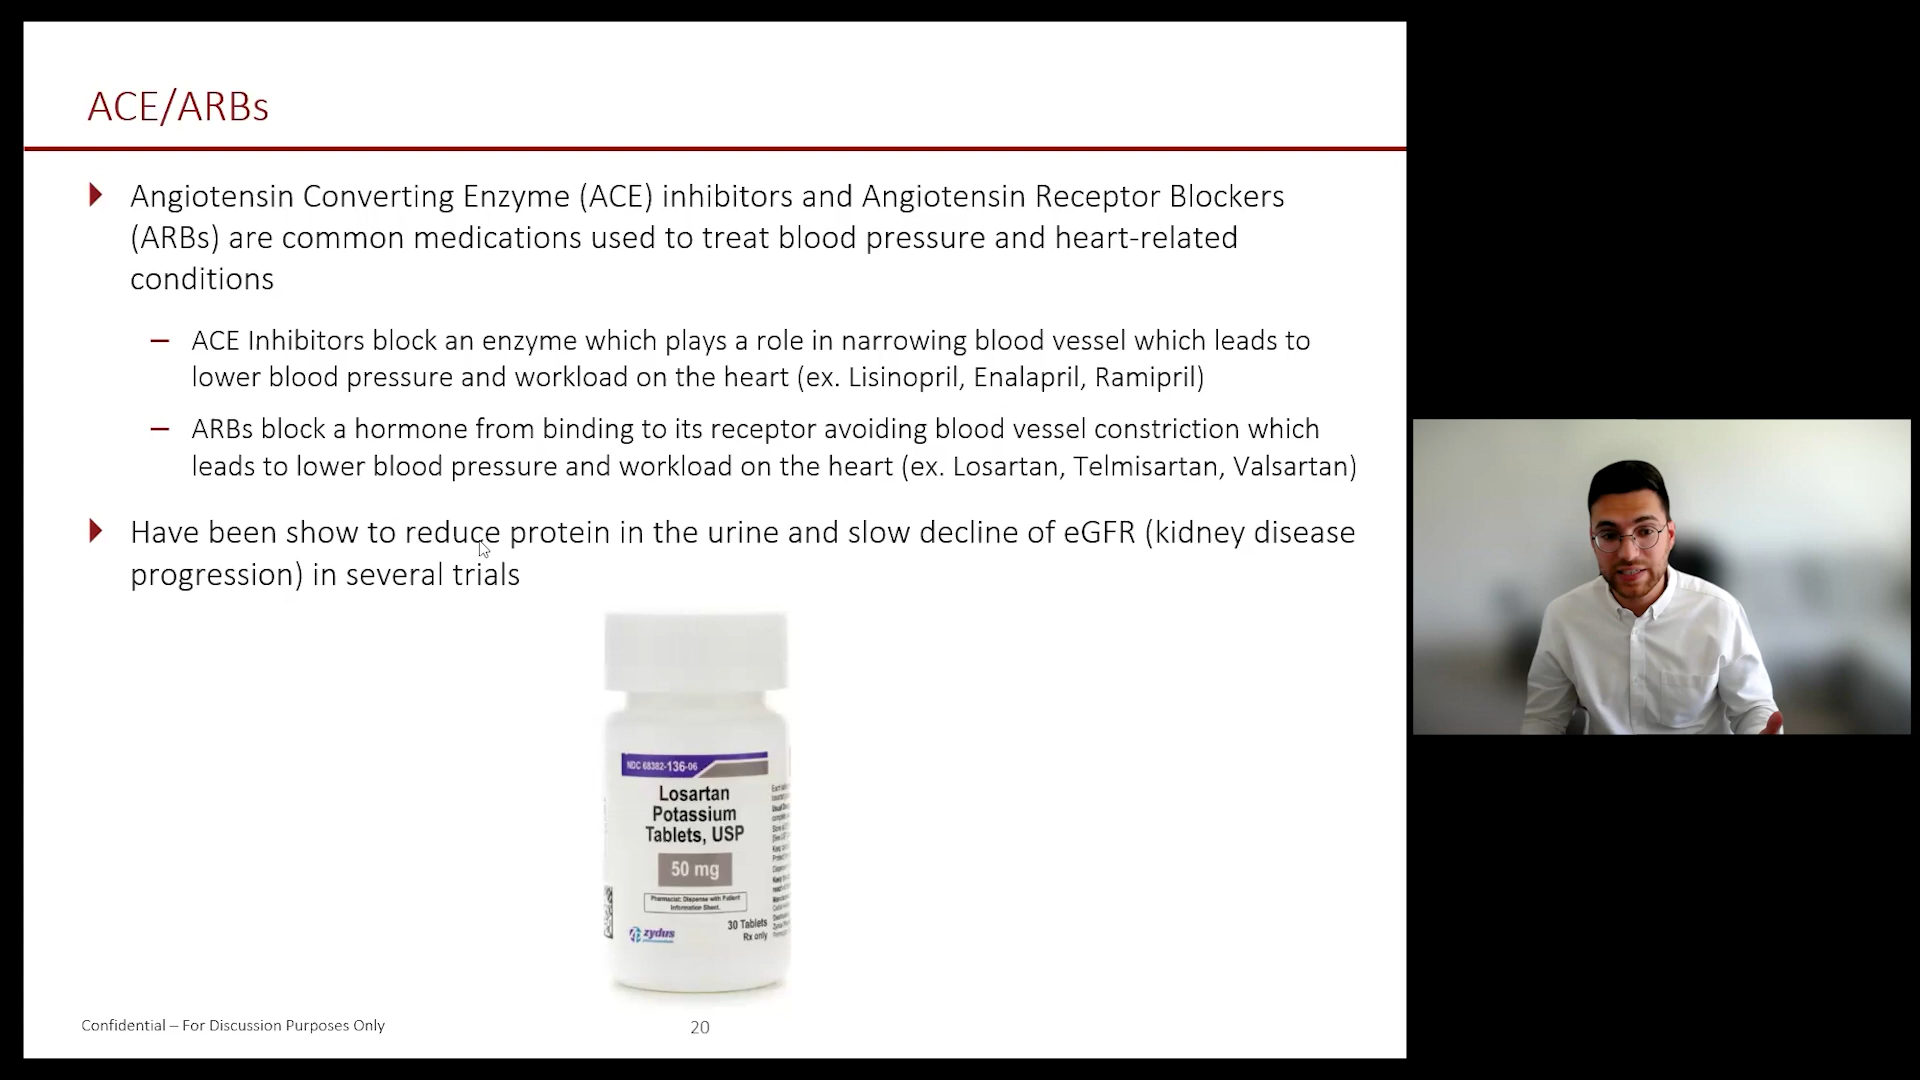 ACE/ARBs
Angiotensin Converting Enzyme (ACE) inhibitors and Angiotensin Receptor Blockers
(ARBs) are common medications used to treat blood pressure and heart-related
conditions
– ACE Inhibitors block an enzyme which plays a role in narrowing blood vessel which leads to
lower blood pressure and workload on the heart (ex. Lisinopril, Enalapril, Ramipril)
– ARBs block a hormone from binding to its receptor avoiding blood vessel constriction which
leads to lower blood pressure and workload on the heart (ex. Losartan, Telmisartan, Valsartan)
Have been show to reduce protein in the urine and slow decline of eGFR (kidney disease
progression) in several trials
NDC 68382-136-06
Losartan
Potassium
Tablets, USP
50 mg
Pharmacist: Dispense with Patient
Information Sheet.
30 Tablets
Rx only
zydus
Confidential – For Discussion Purposes Only
20